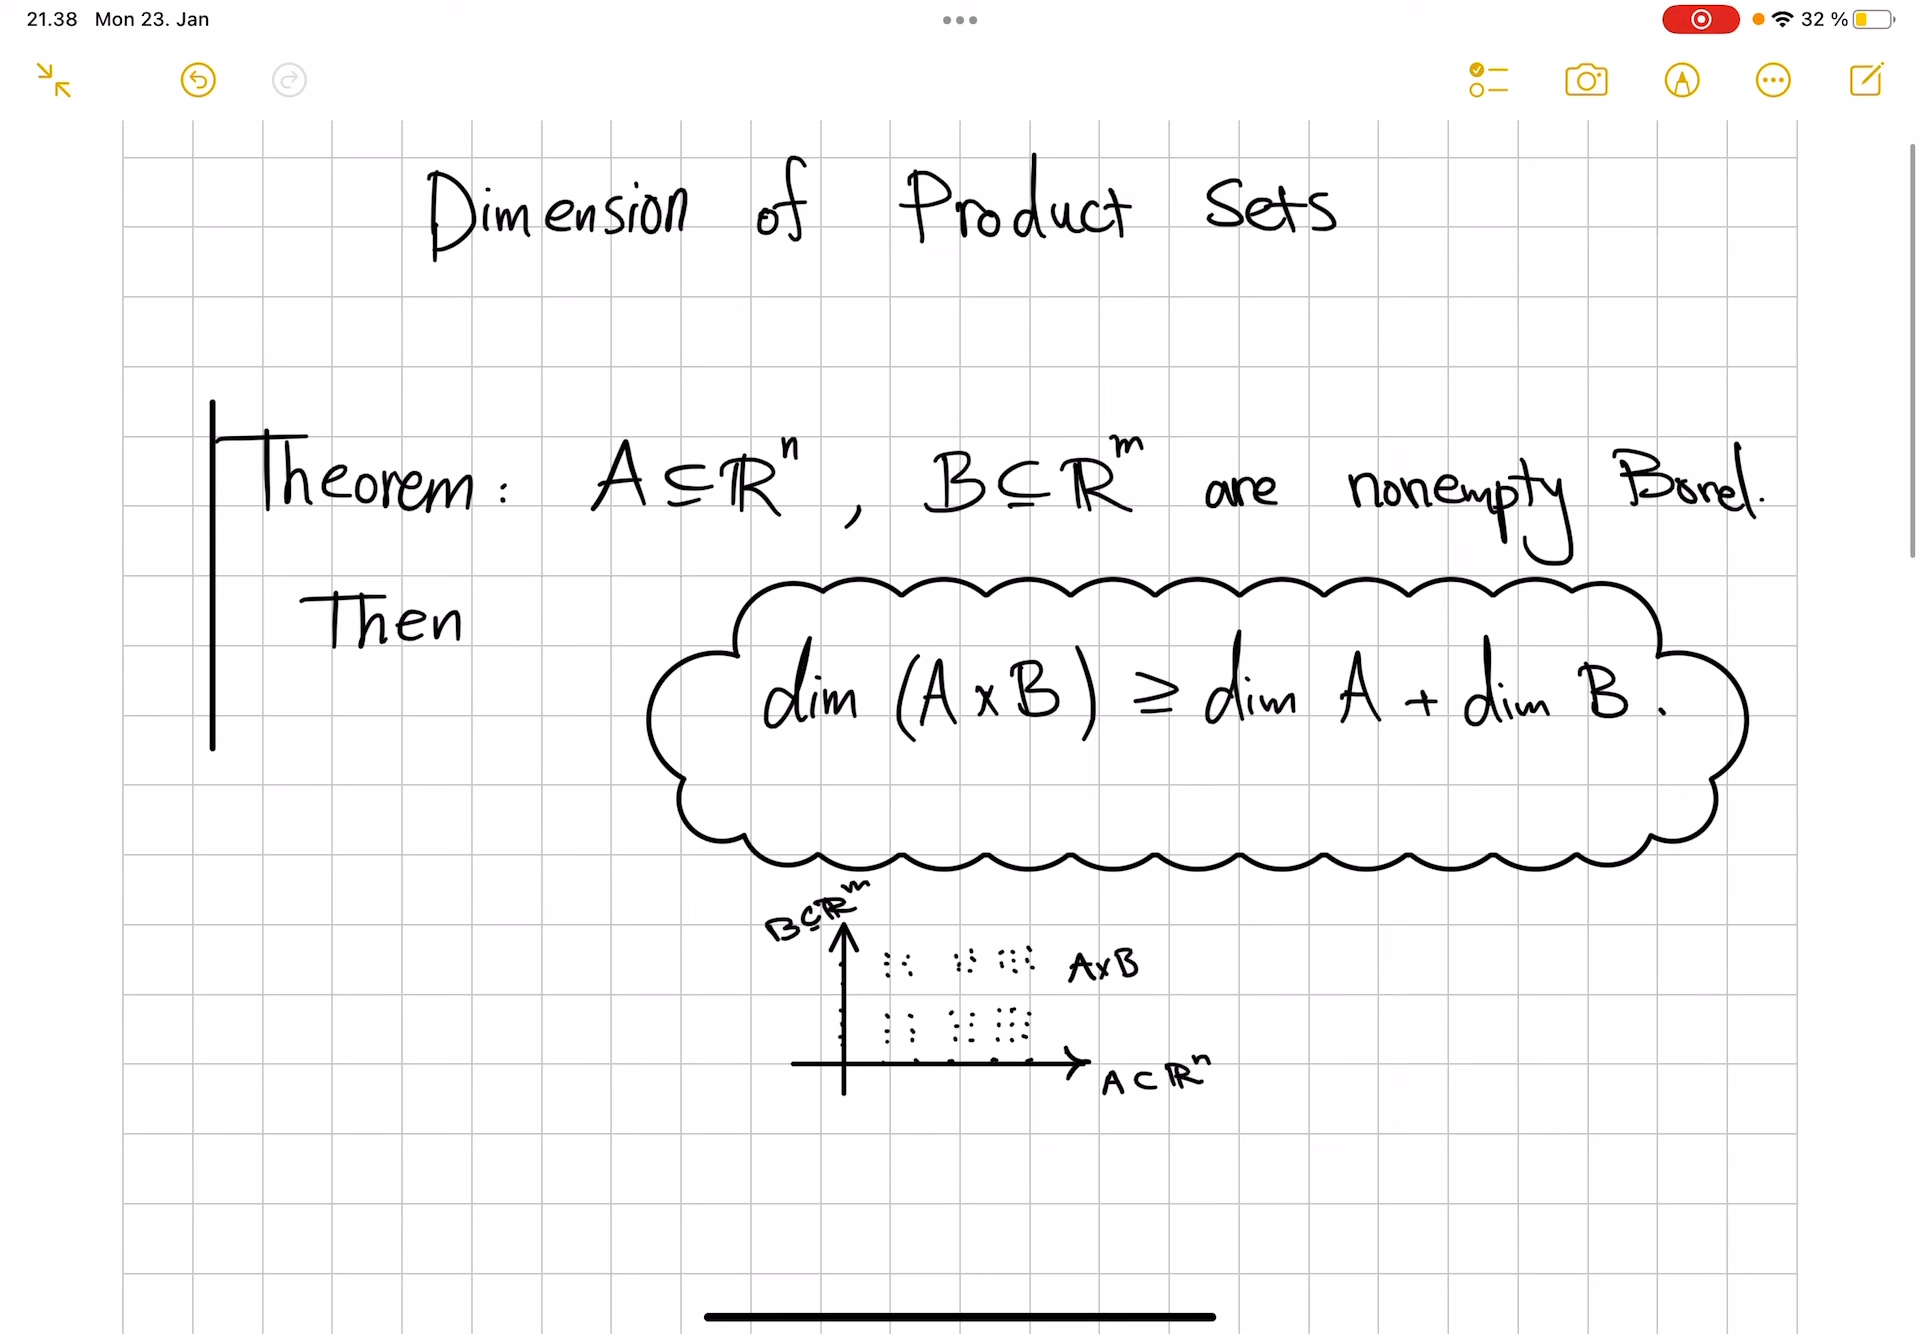 21.38 Mon 23. Jan
32 %
Dimension of Product Sets
Theorem: A ⊆ ℝⁿ, B ⊆ ℝᵐ are nonempty Borel.
Then
dim (A × B) ≥ dim A + dim B.
B ⊆ ℝᵐ
A×B
A ⊂ ℝⁿ